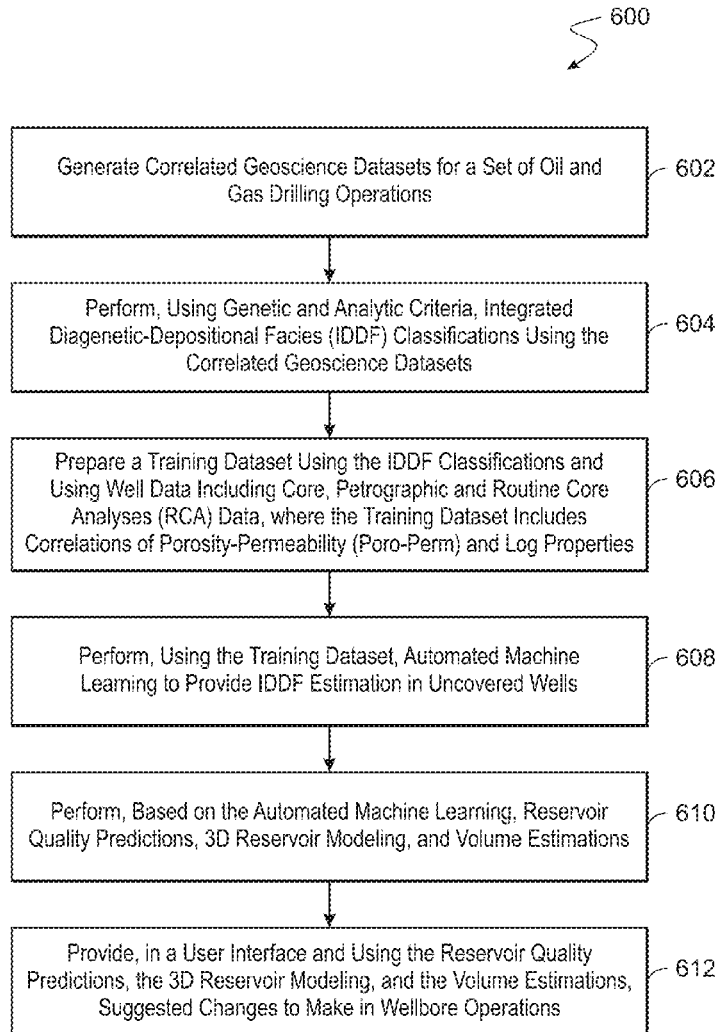 600
Generate Correlated Geoscience Datasets for a Set of Oil and
Gas Drilling Operations
602
Perform, Using Genetic and Analytic Criteria, Integrated
Diagenetic-Depositional Facies (IDDF) Classifications Using the
Correlated Geoscience Datasets
604
Prepare a Training Dataset Using the IDDF Classifications and
Using Well Data Including Core, Petrographic and Routine Core
Analyses (RCA) Data, where the Training Dataset Includes
Correlations of Porosity-Permeability (Poro-Perm) and Log Properties
606
Perform, Using the Training Dataset, Automated Machine
Learning to Provide IDDF Estimation in Uncovered Wells
608
Perform, Based on the Automated Machine Learning, Reservoir
Quality Predictions, 3D Reservoir Modeling, and Volume Estimations
610
Provide, in a User Interface and Using the Reservoir Quality
Predictions, the 3D Reservoir Modeling, and the Volume Estimations,
Suggested Changes to Make in Wellbore Operations
612